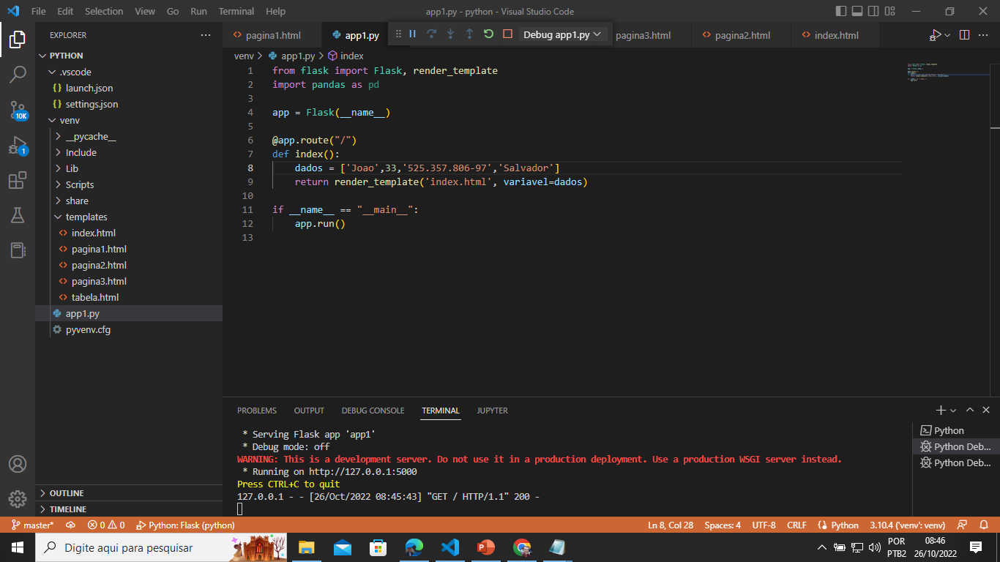 File Edit Selection View Go Run Terminal Help
app1.py - python - Visual Studio Code
EXPLORER
pagina1.html
app1.py
Debug app1.py
pagina3.html
pagina2.html
index.html
PYTHON
.vscode
launch.json
settings.json
venv
__pycache__
Include
Lib
Scripts
share
templates
index.html
pagina1.html
pagina2.html
pagina3.html
tabela.html
app1.py
pyvenv.cfg
OUTLINE
TIMELINE
10K
1
venv > app1.py > index
1 from flask import Flask, render_template
2 import pandas as pd
3
4 app = Flask(__name__)
5
6 @app.route("/")
7 def index():
8     dados = ['Joao',33,'525.357.806-97','Salvador']
9     return render_template('index.html', variavel=dados)
10
11 if __name__ == "__main__":
12     app.run()
13
PROBLEMS OUTPUT DEBUG CONSOLE TERMINAL JUPYTER
 * Serving Flask app 'app1'
 * Debug mode: off
WARNING: This is a development server. Do not use it in a production deployment. Use a production WSGI server instead.
 * Running on http://127.0.0.1:5000
Press CTRL+C to quit
127.0.0.1 - - [26/Oct/2022 08:45:43] "GET / HTTP/1.1" 200 -
Python
Python Deb...
Python Deb...
master* 0 0 Python: Flask (python) Ln 8, Col 28 Spaces: 4 UTF-8 CRLF Python 3.10.4 ('venv': venv)
Digite aqui para pesquisar
POR
PTB2
08:46
26/10/2022